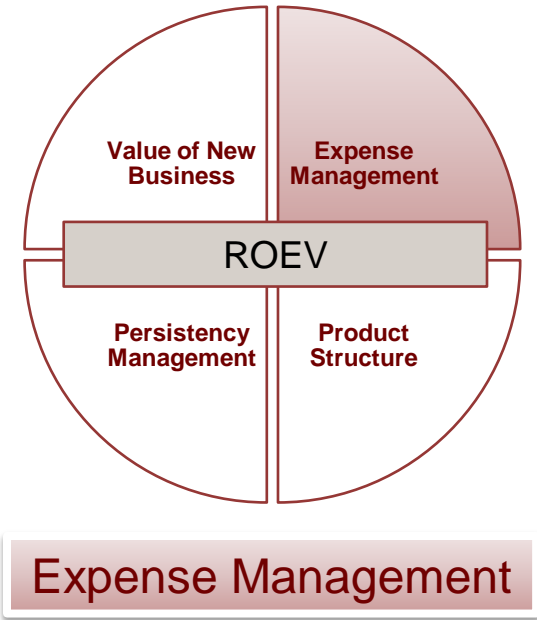 Value of New
Business
Expense
Management
ROEV
Persistency
Management
Product
Structure
Expense Management